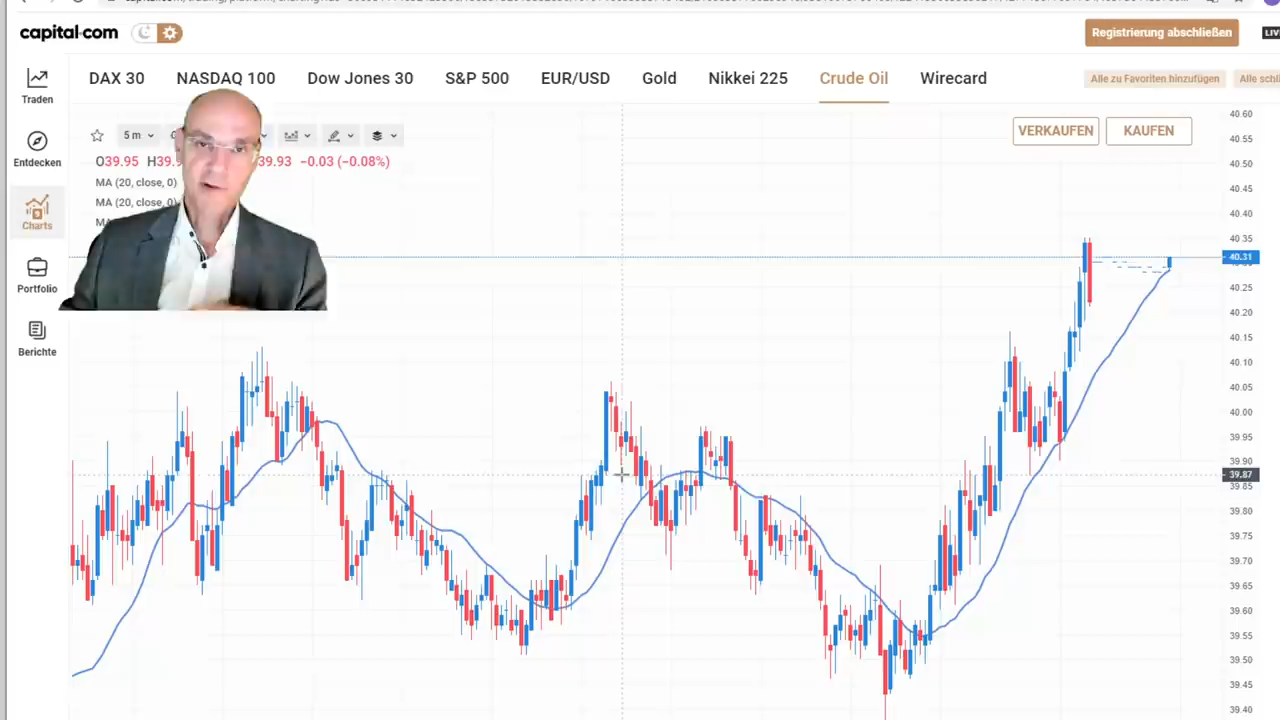 capital·com
Registrierung abschließen
DAX 30 NASDAQ 100 Dow Jones 30 S&P 500 EUR/USD Gold Nikkei 225 Crude Oil Wirecard
Alle zu Favoriten hinzufügen
Traden
Entdecken
Charts
Portfolio
Berichte
5 m
VERKAUFEN KAUFEN
O39.95 39.93 −0.03 (−0.08%)
MA (20, close, 0)
MA (20, close, 0)
40.60
40.55
40.50
40.45
40.40
40.35
40.31
40.25
40.20
40.15
40.10
40.05
40.00
39.95
39.90
39.87
39.85
39.80
39.75
39.70
39.65
39.60
39.55
39.50
39.45
39.40